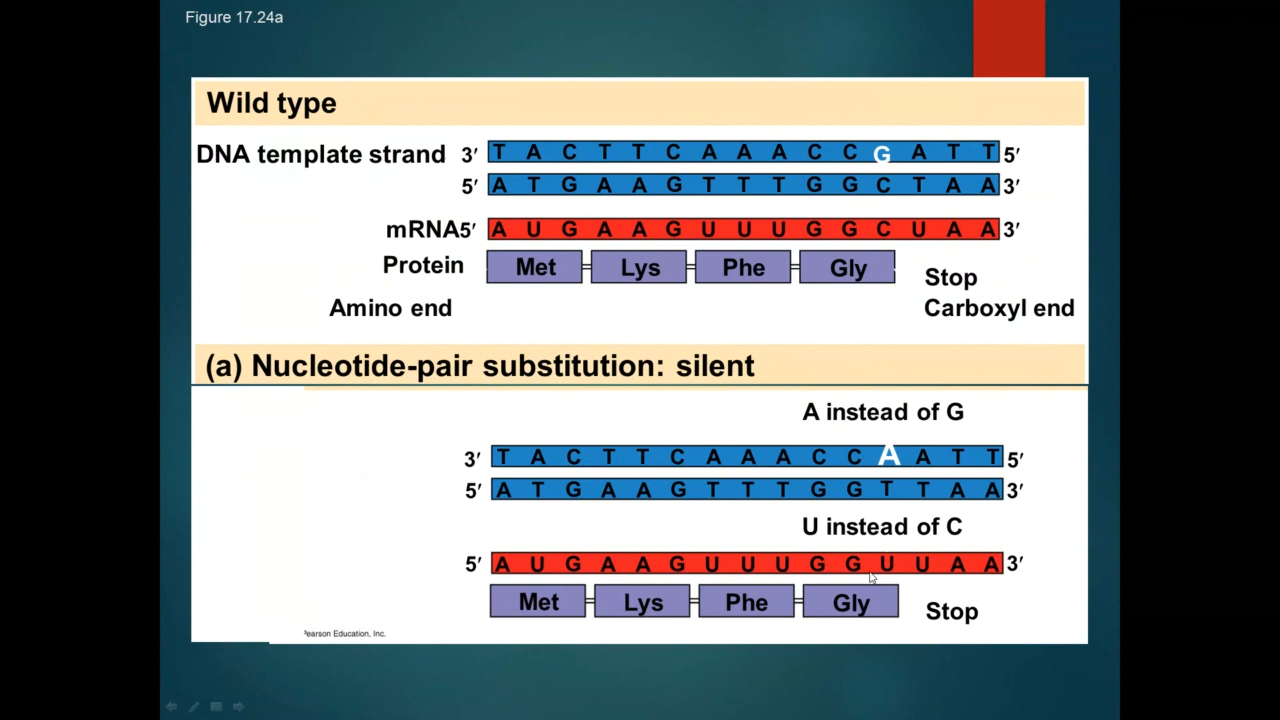 Figure 17.24a
Wild type
DNA template strand 3′ T A C T T C A A A C C G A T T 5′
5′ A T G A A G T T T G G C T A A 3′
mRNA5′ A U G A A G U U U G G C U A A 3′
Protein Met Lys Phe Gly Stop
Amino end Carboxyl end
(a) Nucleotide-pair substitution: silent
A instead of G
3′ T A C T T C A A A C C A A T T 5′
5′ A T G A A G T T T G G T T A A 3′
U instead of C
5′ A U G A A G U U U G G U U A A 3′
Met Lys Phe Gly Stop
Pearson Education, Inc.